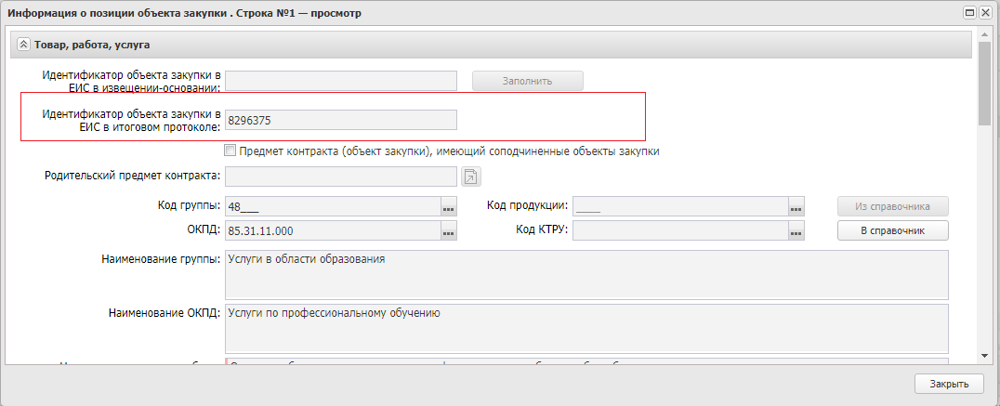 Информация о позиции объекта закупки . Строка №1 — просмотр
Товар, работа, услуга
Идентификатор объекта закупки в
ЕИС в извещении-основании:
Заполнить
Идентификатор объекта закупки в
ЕИС в итоговом протоколе:
8296375
Предмет контракта (объект закупки), имеющий соподчиненные объекты закупки
Родительский предмет контракта:
Код группы: 48___ ... Код продукции: ____ ... Из справочника
ОКПД: 85.31.11.000 ... Код КТРУ: ... В справочник
Наименование группы: Услуги в области образования
Наименование ОКПД: Услуги по профессиональному обучению
Закрыть